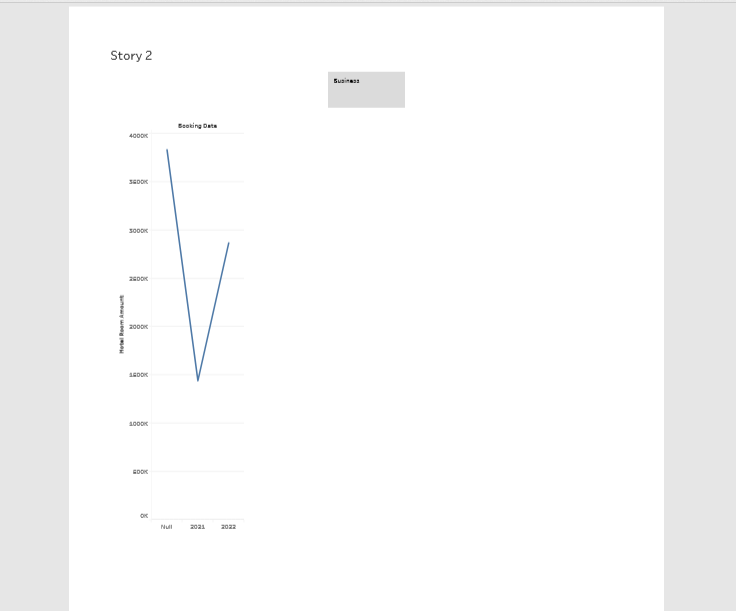 Story 2
Business
Booking Date
4000K
3500K
3000K
2500K
2000K
1500K
1000K
500K
0K
Hotel Room Amount
Null
2021
2022